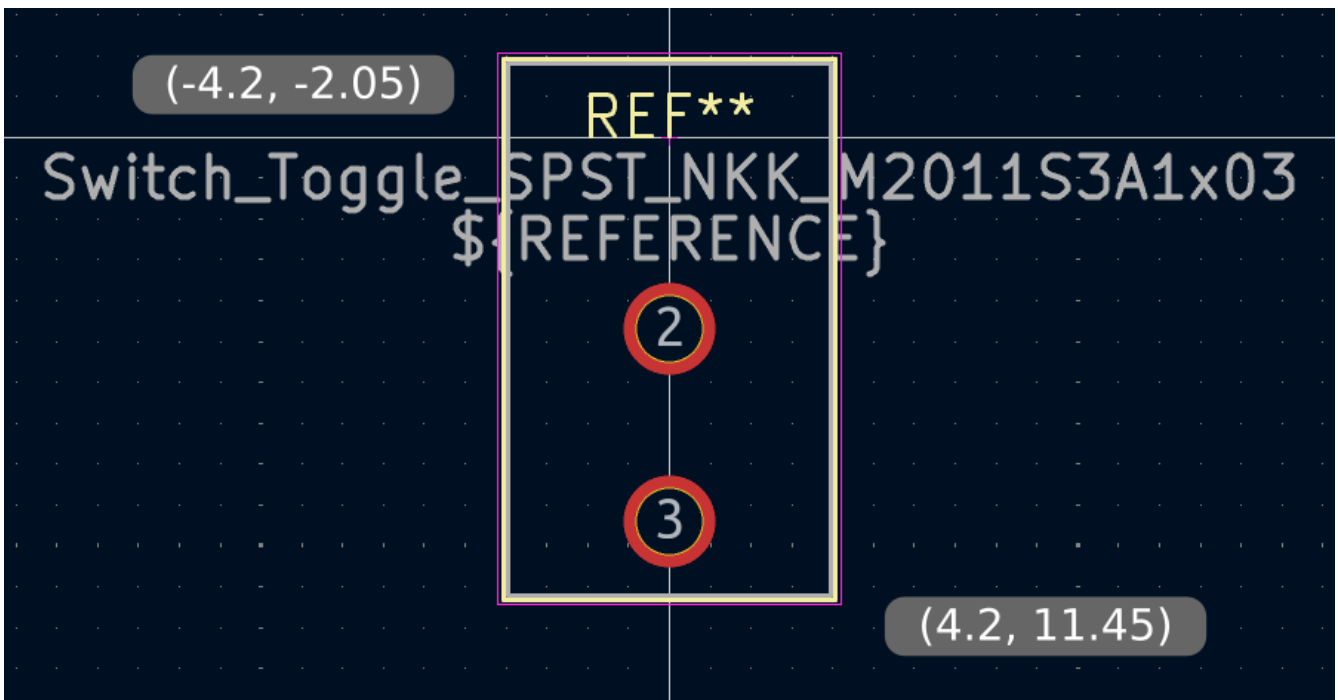 (-4.2, -2.05)
REF**
Switch_Toggle_SPST_NKK_M2011S3A1x03
${REFERENCE}
2
3
(4.2, 11.45)